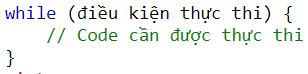 while (điều kiện thực thi) {
// Code cần được thực thi
}